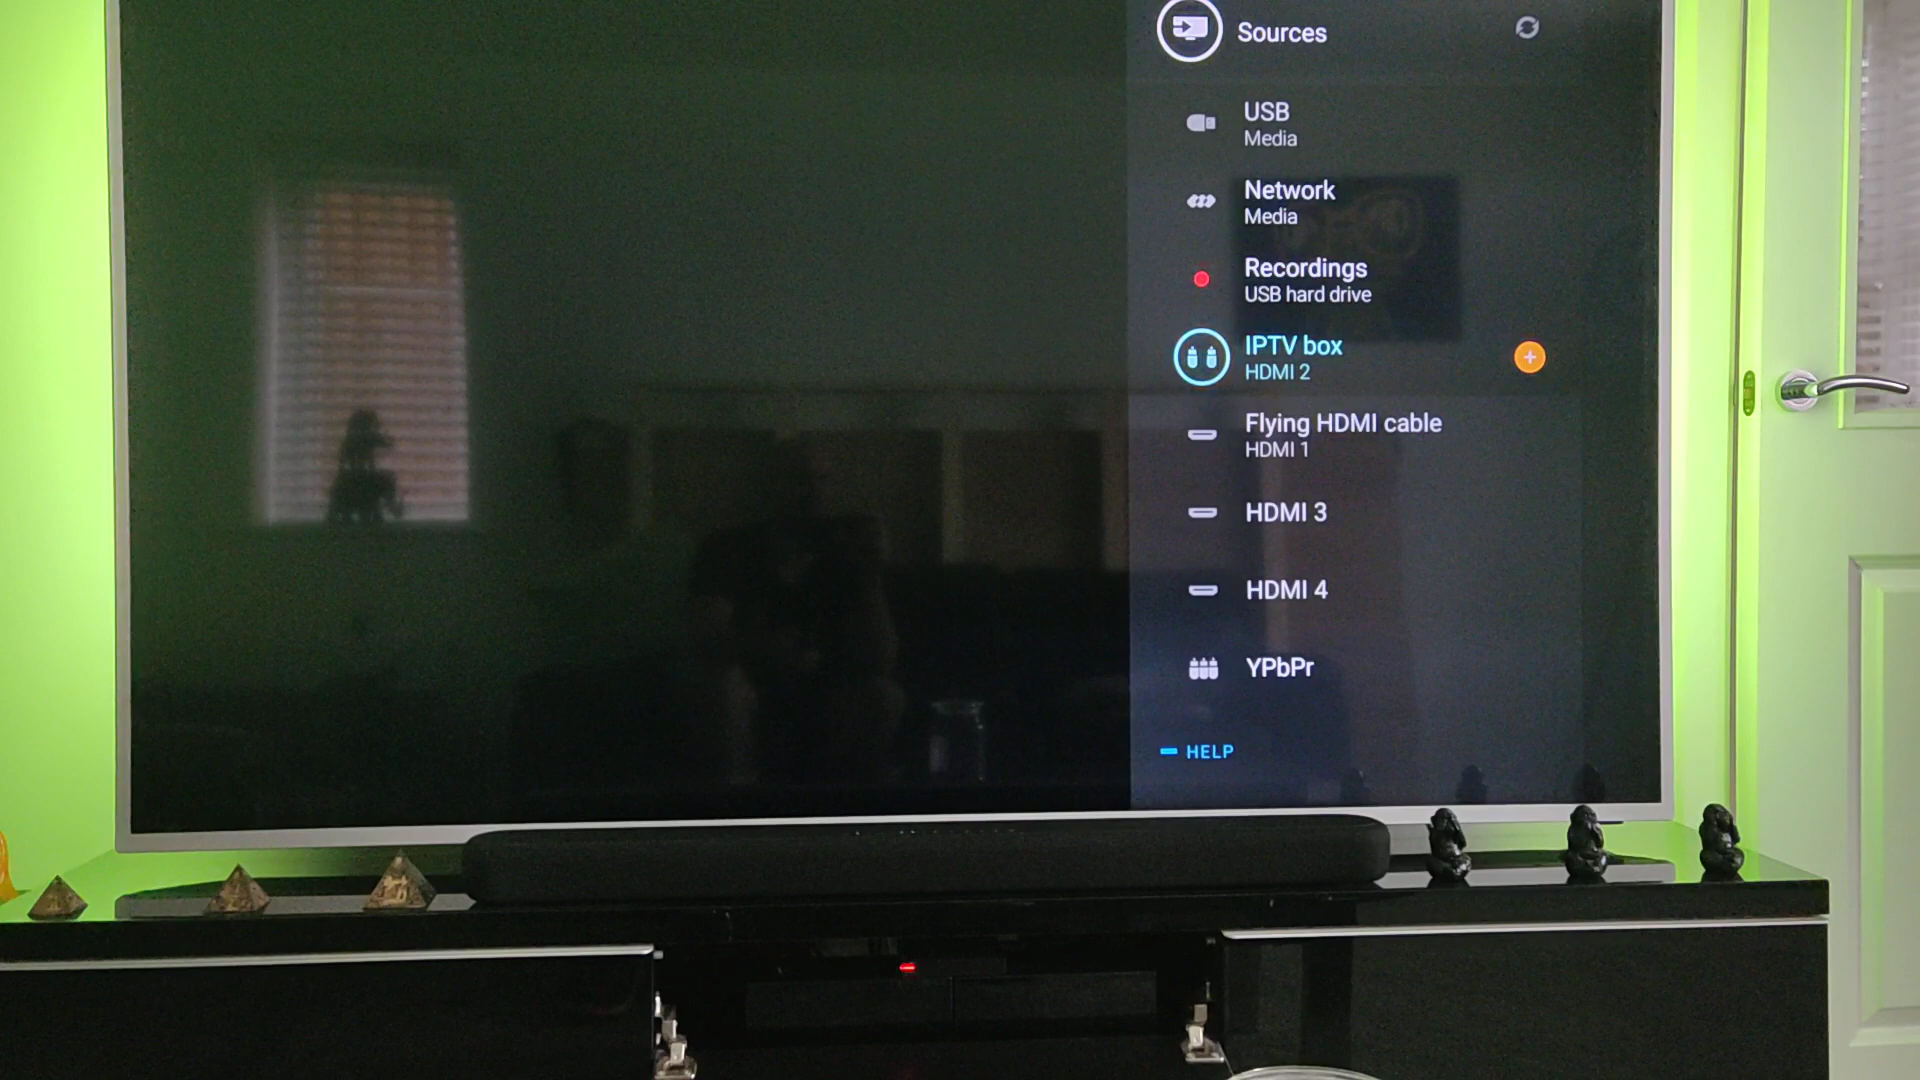 Sources
USB
Media
Network
Media
Recordings
USB hard drive
IPTV box
HDMI 2
Flying HDMI cable
HDMI 1
HDMI 3
HDMI 4
YPbPr
HELP